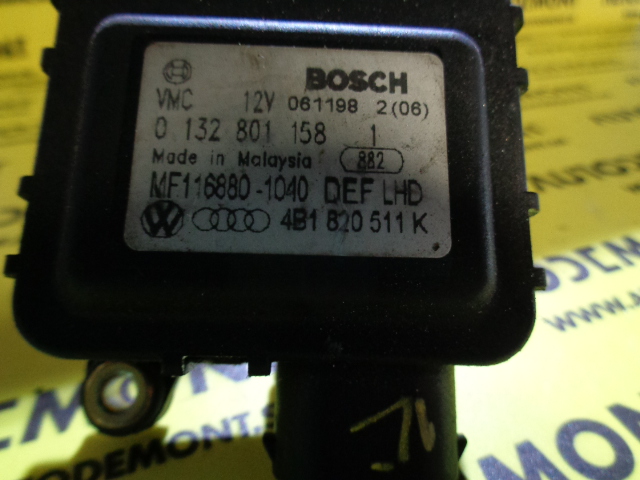 BOSCH
VMC 12V 061198 2(06)
0 132 801 158 1
Made in Malaysia 882
MF116880-1040 DEF LHD
4B1 820 511 K